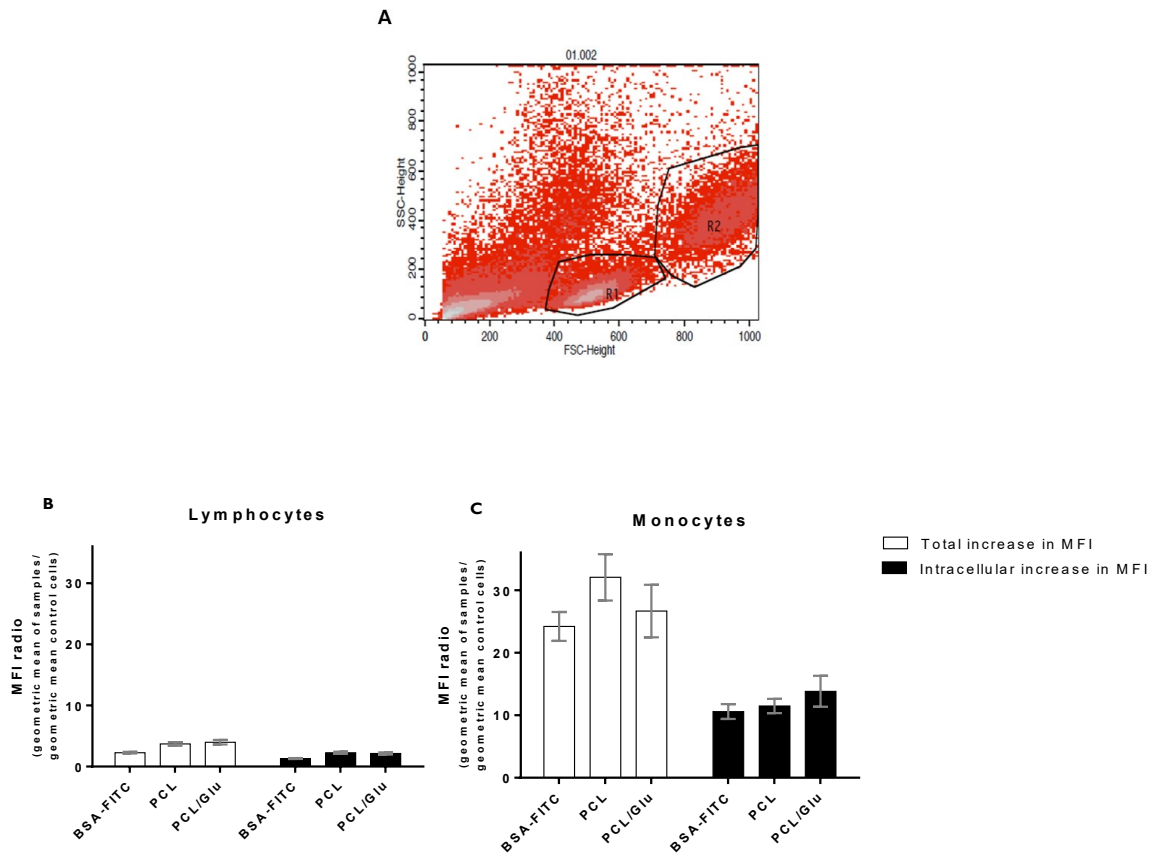 A
01.002
1000
800
600
400
200
0
SSC-Height
R2
R1
0 200 400 600 800 1000
FSC-Height
B
Lymphocytes
MFI radio
(geometric mean of samples/
geometric mean control cells)
30
20
10
0
BSA-FITC PCL PCL/Glu BSA-FITC PCL PCL/Glu
C
Monocytes
MFI radio
(geometric mean of samples/
geometric mean control cells)
30
20
10
0
BSA-FITC PCL PCL/Glu BSA-FITC PCL PCL/Glu
Total increase in MFI
Intracellular increase in MFI